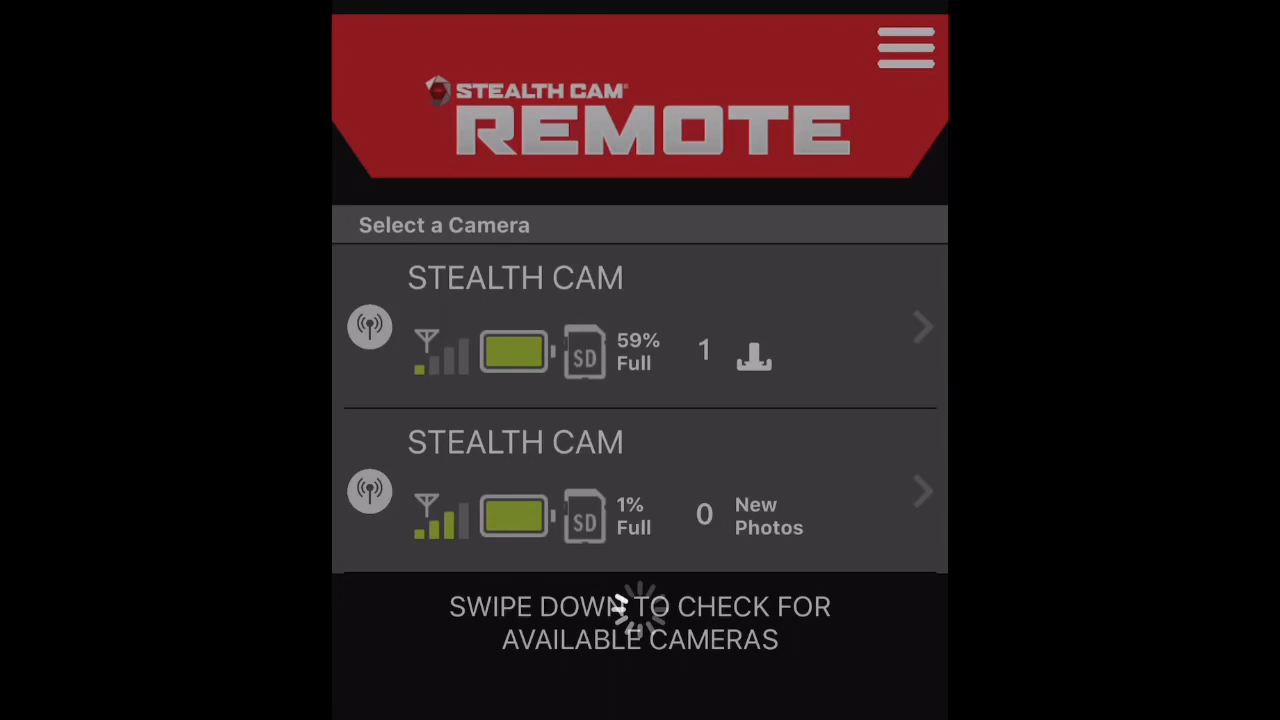 STEALTH CAM
REMOTE
Select a Camera
STEALTH CAM
SD
59%
Full
1
STEALTH CAM
SD
1%
Full
0
New
Photos
SWIPE DOWN TO CHECK FOR
AVAILABLE CAMERAS